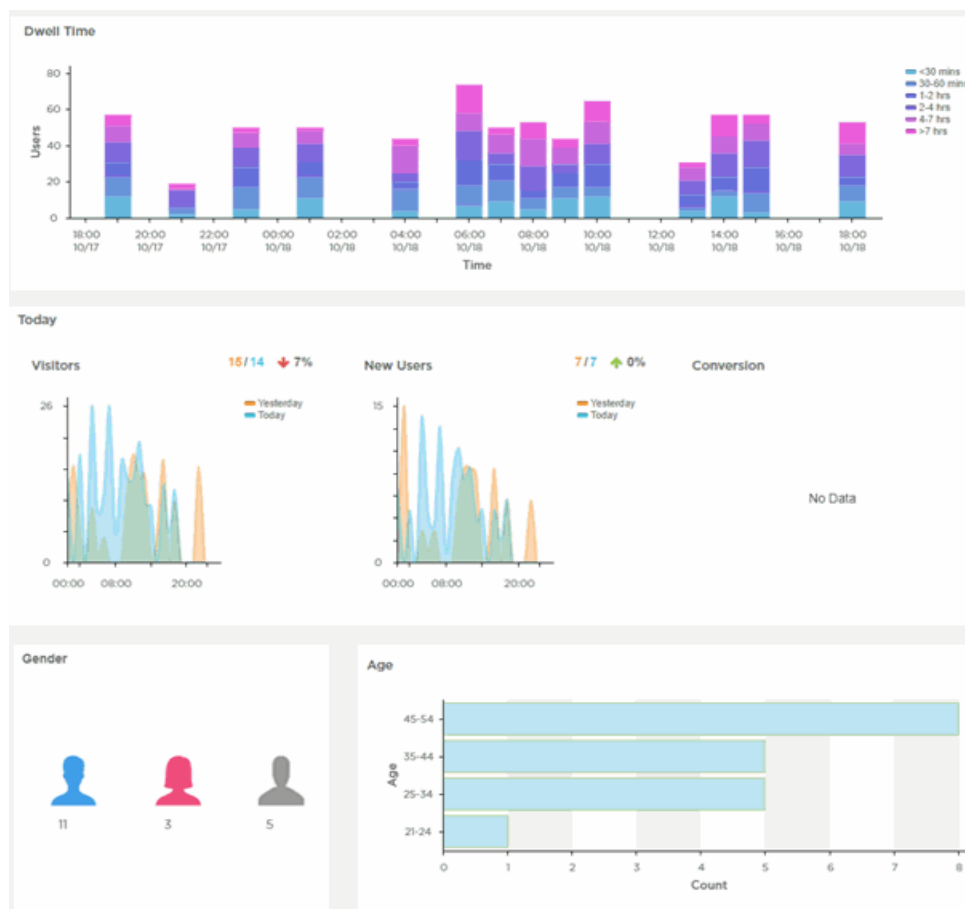 Dwell Time
80
60
40
20
0
Users
<30 mins
30-60 mins
1-2 hrs
2-4 hrs
4-7 hrs
>7 hrs
18:00 20:00 22:00 00:00 02:00 04:00 06:00 08:00 10:00 12:00 14:00 16:00 18:00
10/17 10/17 10/17 10/18 10/18 10/18 10/18 10/18 10/18 10/18 10/18 10/18 10/18
Time
Today
Visitors
15/14 7%
Yesterday
Today
26
0
00:00 08:00 20:00
New Users
7/7 0%
Yesterday
Today
15
0
00:00 08:00 20:00
Conversion
No Data
Gender
11 3 5
Age
Age
45-54
35-44
25-34
21-24
0 1 2 3 4 5 6 7 8
Count